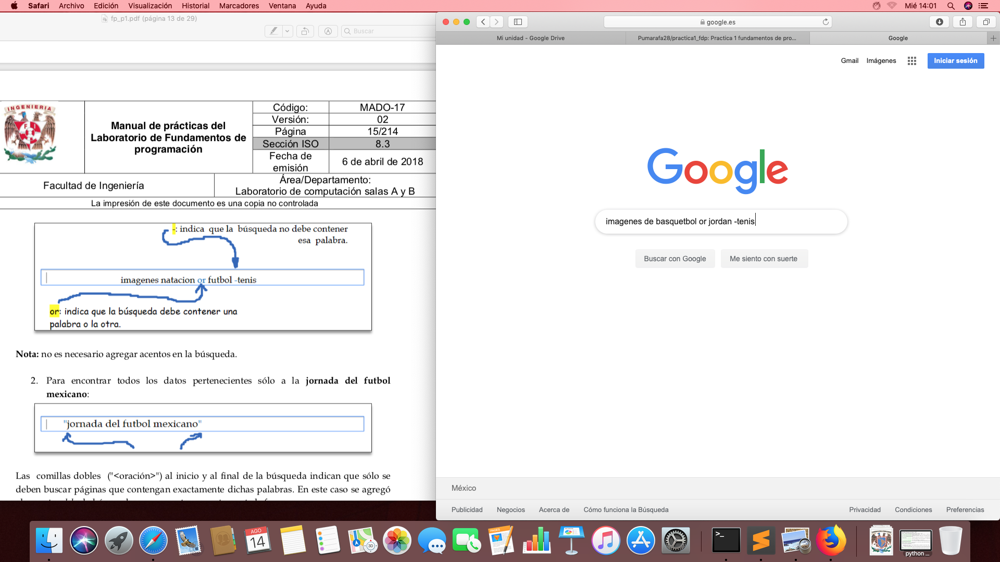 Safari Archivo Edición Visualización Historial Marcadores Ventana Ayuda
Mié 14:01
fp_p1.pdf (página 13 de 29)
Buscar
INGENIERIA
Manual de prácticas del
Laboratorio de Fundamentos de
programación
Código: MADO-17
Versión: 02
Página 15/214
Sección ISO 8.3
Fecha de
emisión
6 de abril de 2018
Facultad de Ingeniería
Área/Departamento:
Laboratorio de computación salas A y B
La impresión de este documento es una copia no controlada
-: indica que la búsqueda no debe contener
esa palabra.
imagenes natacion or futbol -tenis
or: indica que la búsqueda debe contener una
palabra o la otra.
Nota: no es necesario agregar acentos en la búsqueda.
2. Para encontrar todos los datos pertenecientes sólo a la jornada del futbol
mexicano:
"jornada del futbol mexicano"
Las comillas dobles ("<oración>") al inicio y al final de la búsqueda indican que sólo se
deben buscar páginas que contengan exactamente dichas palabras. En este caso se agregó
google.es
Mi unidad - Google Drive
Pumarafa28/practica1_fdp: Practica 1 fundamentos de pro...
Google
Gmail Imágenes
Iniciar sesión
Google
imagenes de basquetbol or jordan -tenis
Buscar con Google
Me siento con suerte
México
Publicidad Negocios Acerca de Cómo funciona la Búsqueda
Privacidad Condiciones Preferencias
AGO
14
3D
PAGES
>_
python ...